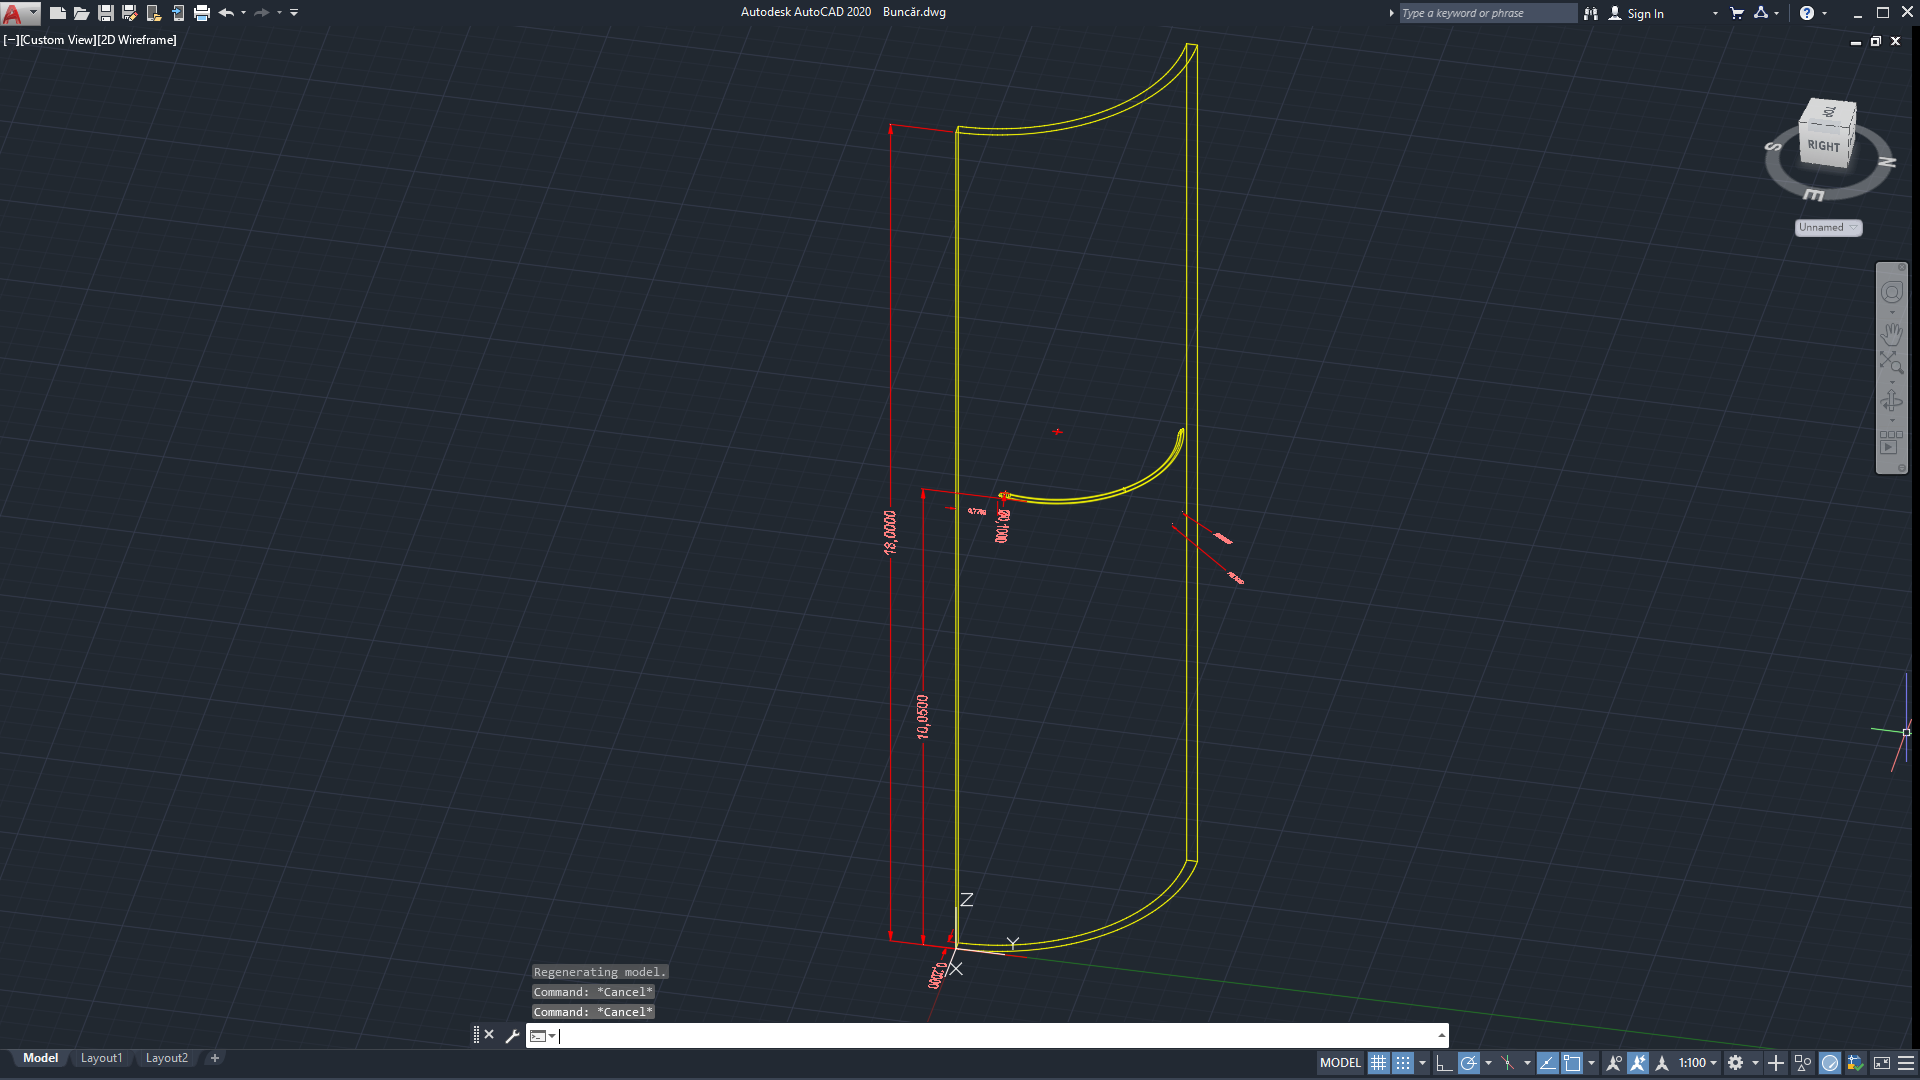 Autodesk AutoCAD 2020 Buncăr.dwg
Type a keyword or phrase
Sign In
[−][Custom View][2D Wireframe]
TOP
RIGHT
S
N
E
Unnamed
18,0000
10,0500
Z
Y
X
Regenerating model.
Command: *Cancel*
Command: *Cancel*
Model Layout1 Layout2 +
MODEL
1:100